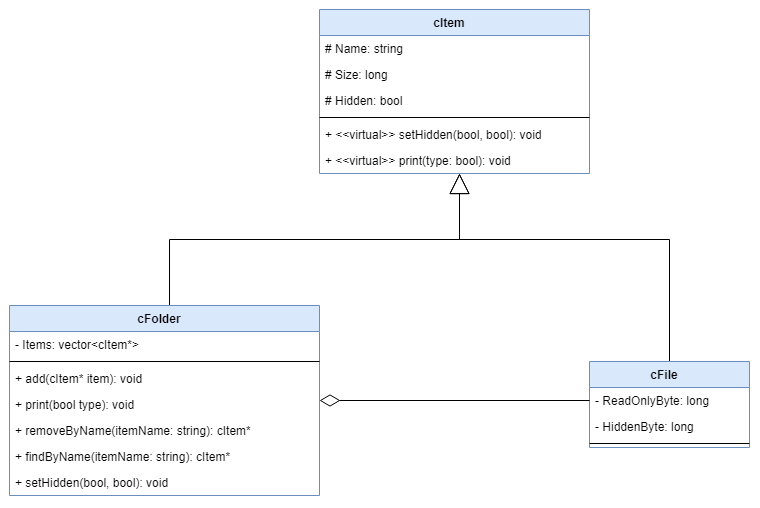 cItem
# Name: string
# Size: long
# Hidden: bool
+ <<virtual>> setHidden(bool, bool): void
+ <<virtual>> print(type: bool): void
cFolder
- Items: vector<cItem*>
+ add(cItem* item): void
+ print(bool type): void
+ removeByName(itemName: string): cItem*
+ findByName(itemName: string): cItem*
+ setHidden(bool, bool): void
cFile
- ReadOnlyByte: long
- HiddenByte: long